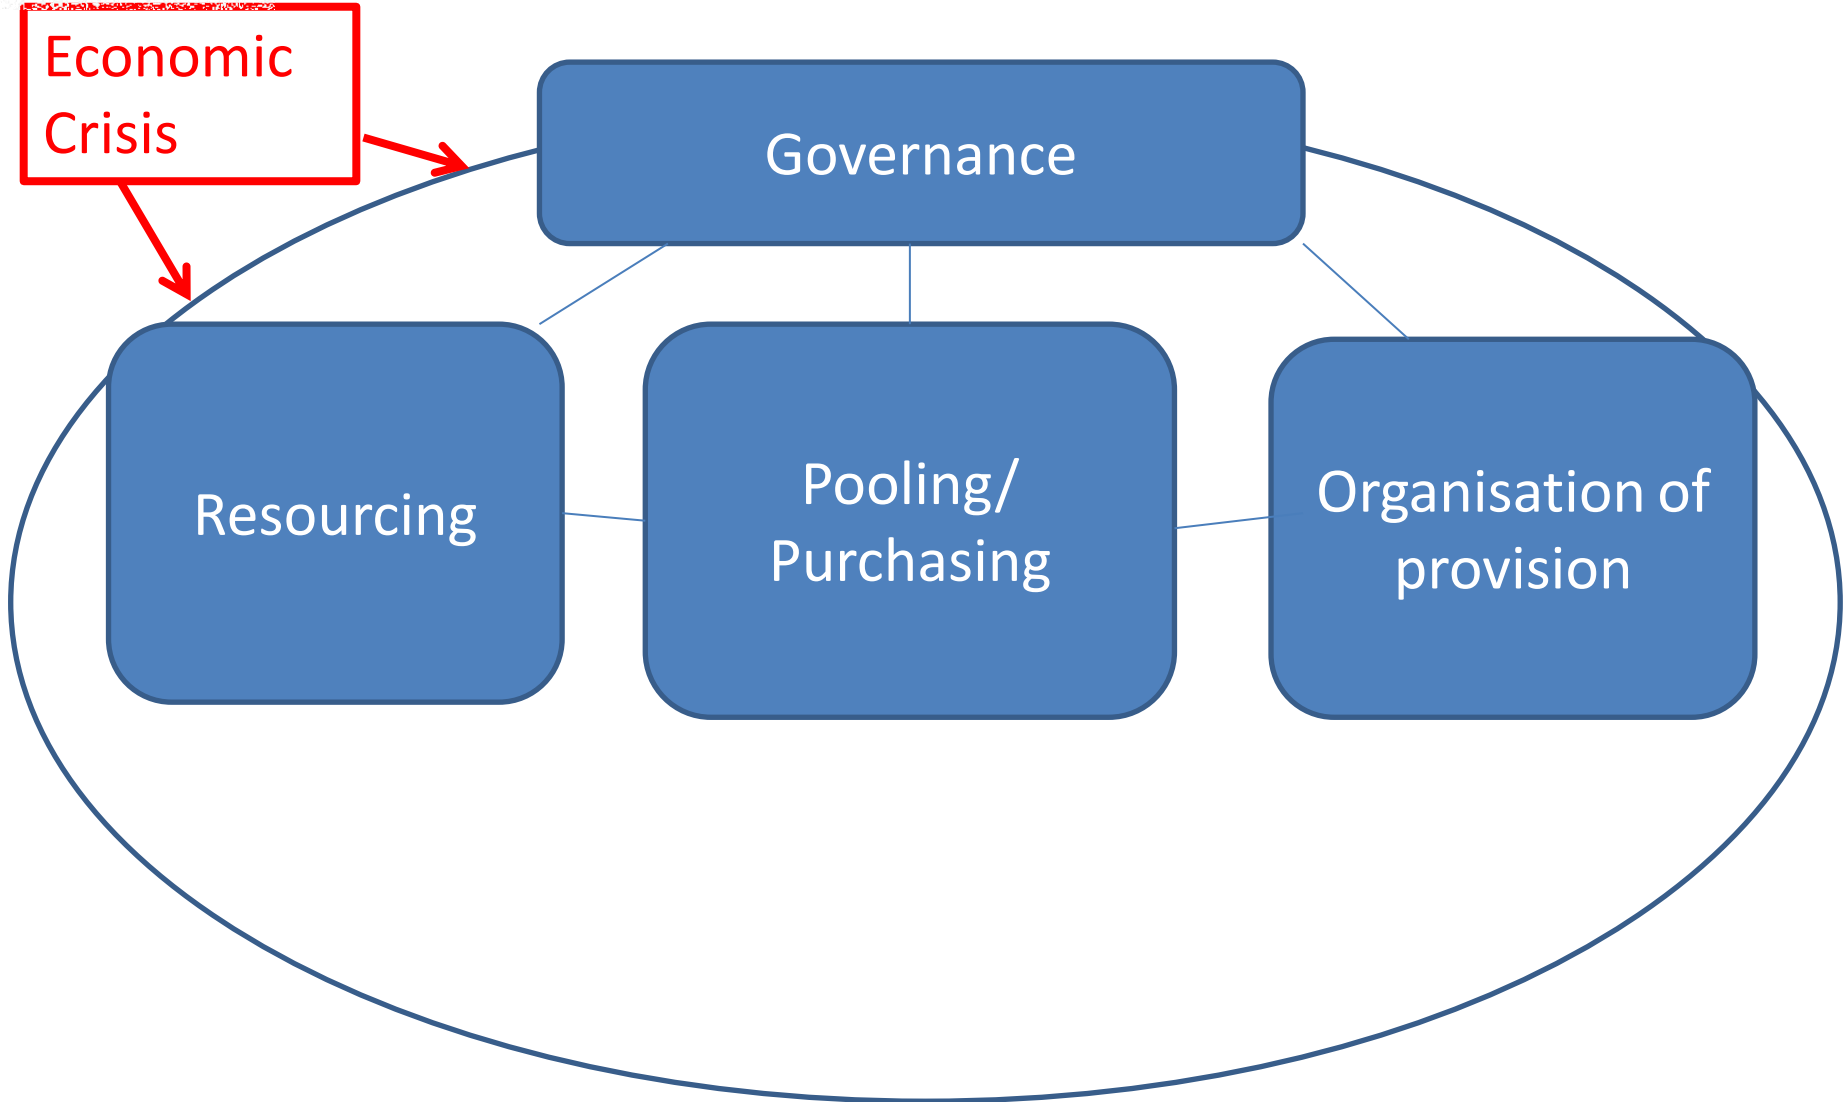 Economic
Crisis
Governance
Resourcing
Pooling/
Purchasing
Organisation of
provision